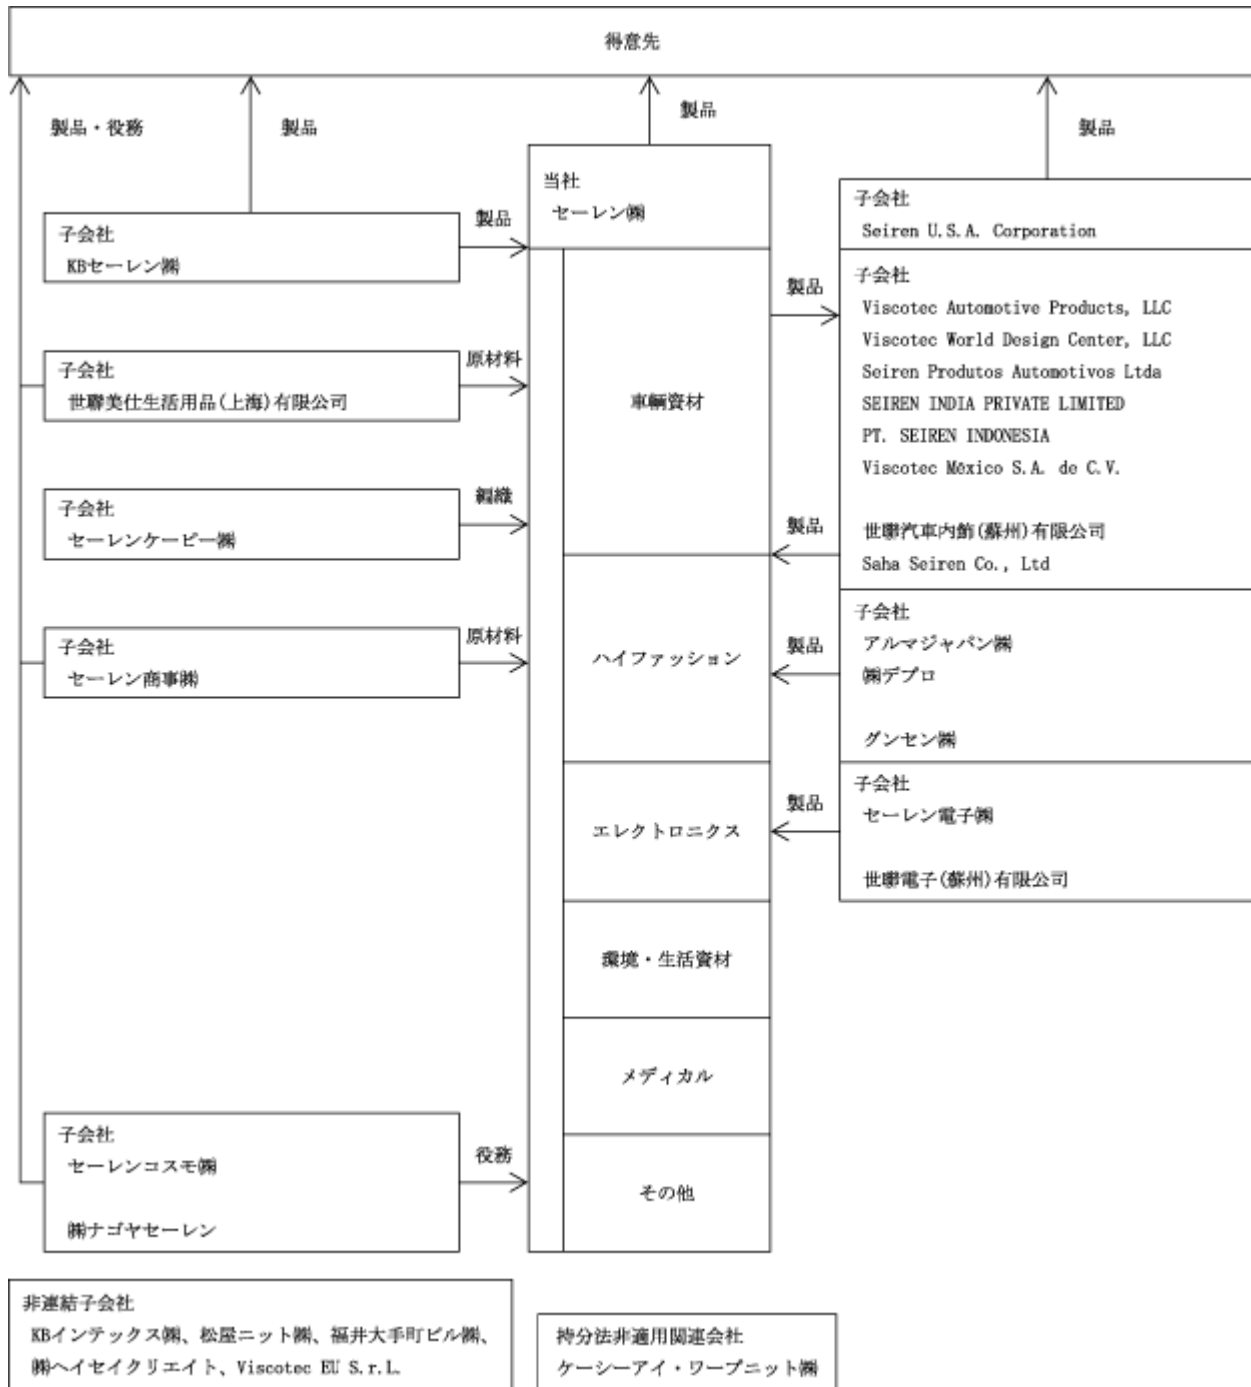 得意先
製品・役務
製品
製品
製品
当社
セーレン㈱
子会社
KBセーレン㈱
製品
子会社
世聯美仕生活用品(上海)有限公司
原材料
子会社
セーレンケーピー㈱
編織
子会社
セーレン商事㈱
原材料
子会社
セーレンコスモ㈱
㈱ナゴヤセーレン
役務
車輌資材
ハイファッション
エレクトロニクス
環境・生活資材
メディカル
その他
子会社
Seiren U.S.A. Corporation
製品
子会社
Viscotec Automotive Products, LLC
Viscotec World Design Center, LLC
Seiren Produtos Automotivos Ltda
SEIREN INDIA PRIVATE LIMITED
PT. SEIREN INDONESIA
Viscotec México S.A. de C.V.
世聯汽車内飾(蘇州)有限公司
Saha Seiren Co., Ltd
製品
子会社
アルマジャパン㈱
㈱デプロ
グンセン㈱
製品
子会社
セーレン電子㈱
世聯電子(蘇州)有限公司
製品
非連結子会社
KBインテックス㈱、松屋ニット㈱、福井大手町ビル㈱、
㈱ヘイセイクリエイト、Viscotec EU S.r.L.
持分法非適用関連会社
ケーシーアイ・ワープニット㈱